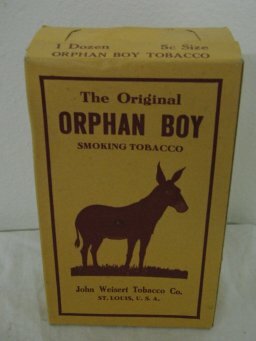 1 Dozen 5c Size
ORPHAN BOY TOBACCO
The Original
ORPHAN BOY
SMOKING TOBACCO
John Weisert Tobacco Co.
ST. LOUIS, U. S. A.